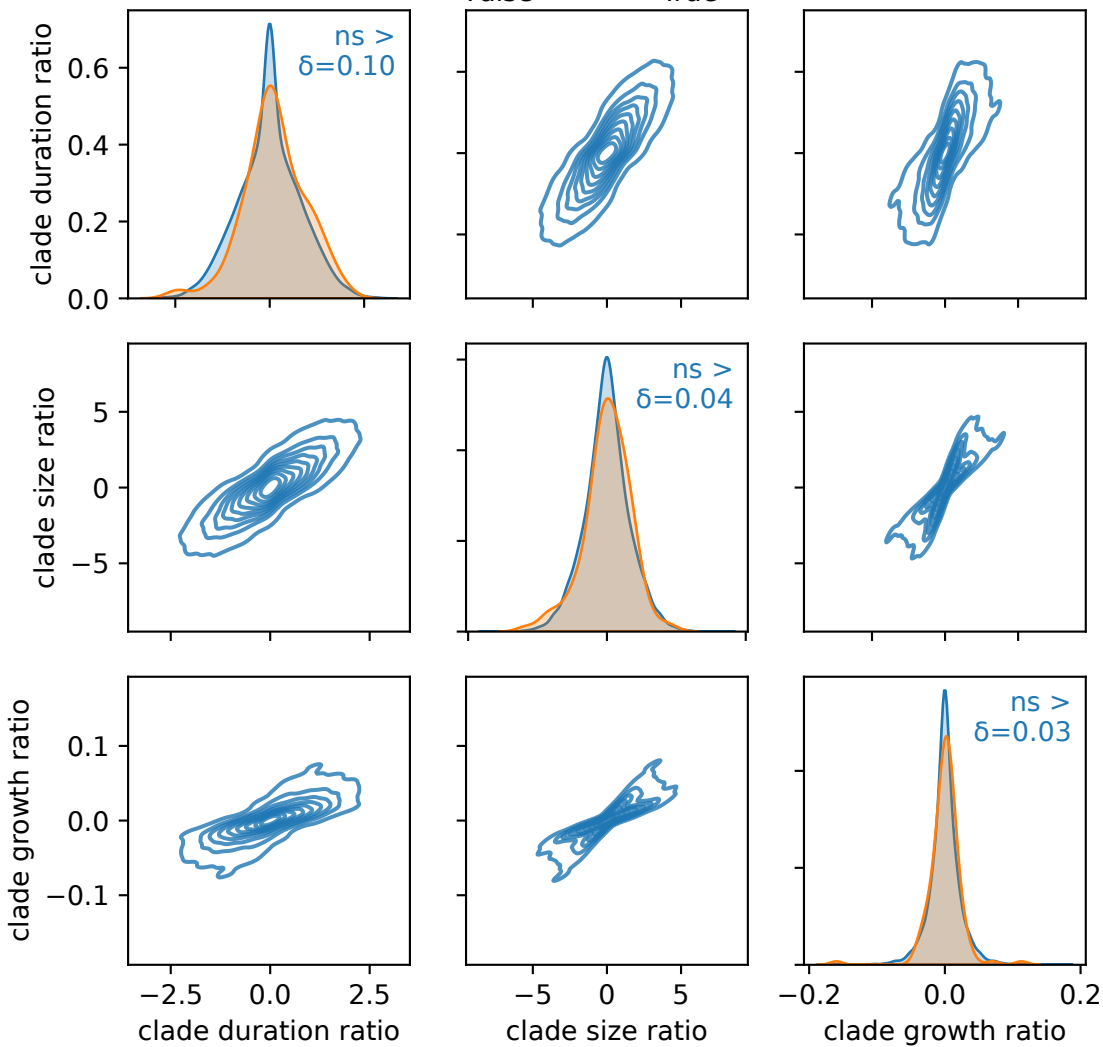 clade duration ratio
0.6
0.4
0.2
0.0
ns >
δ=0.10
clade size ratio
5
0
−5
ns >
δ=0.04
clade growth ratio
0.1
0.0
−0.1
ns >
δ=0.03
−2.5 0.0 2.5
−5 0 5
−0.2 0.0 0.2
clade duration ratio
clade size ratio
clade growth ratio